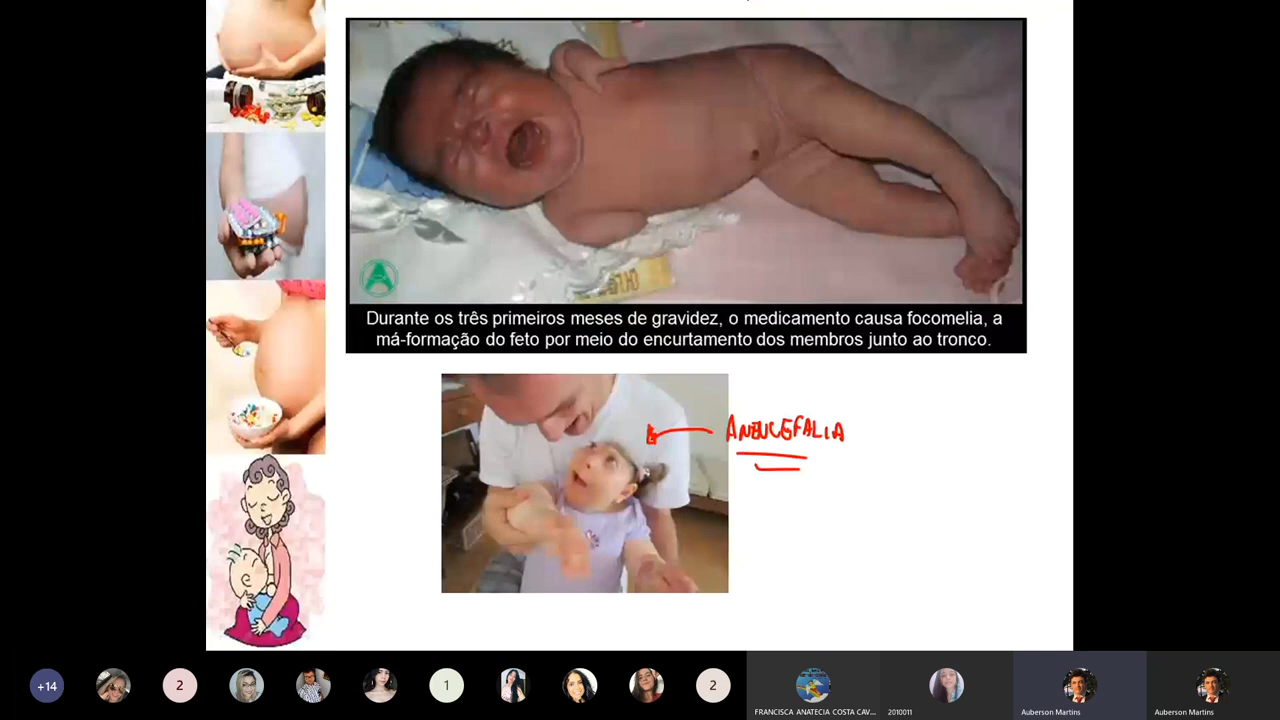 Durante os três primeiros meses de gravidez, o medicamento causa focomelia, a
má-formação do feto por meio do encurtamento dos membros junto ao tronco.
ANENCEFALIA
+14
2
1
2
FRANCISCA ANATECIA COSTA CAV...
2010011
Auberson Martins
Auberson Martins